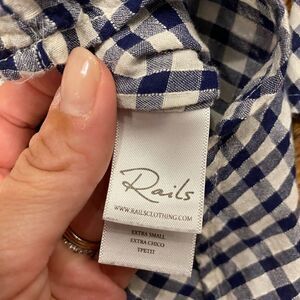 Rails
WWW.RAILSCLOTHING.COM
EXTRA SMALL
EXTRA CHICO
TPETIT